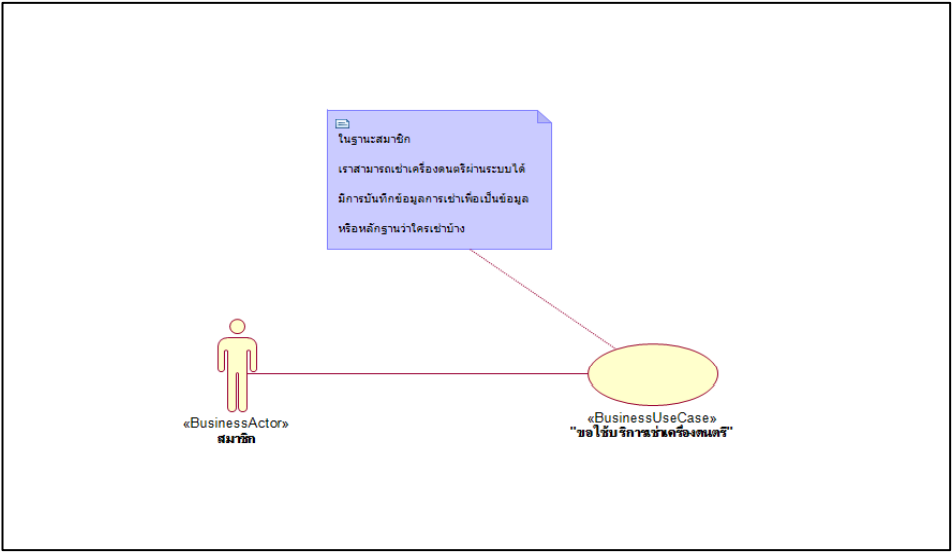 ในฐานะสมาชิก
เราสามารถเช่าเครื่องดนตรีผ่านระบบได้
มีการบันทึกข้อมูลการเช่าเพื่อเป็นข้อมูล
หรือหลักฐานว่าใครเช่าบ้าง
«BusinessActor»
สมาชิก
«BusinessUseCase»
"ขอใช้บริการเช่าเครื่องดนตรี"